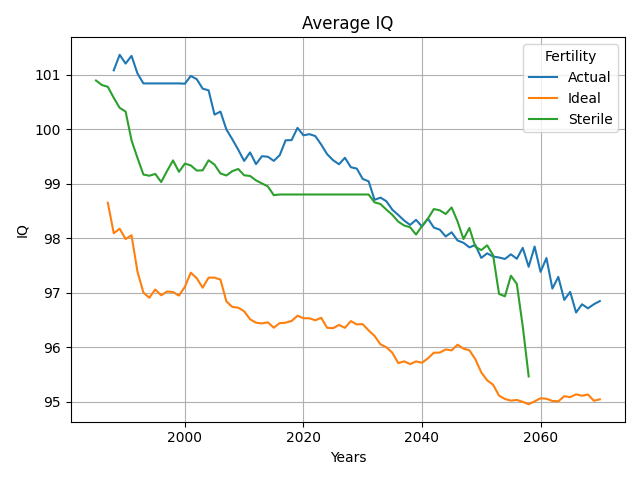 Average IQ
Fertility
Actual
Ideal
Sterile
IQ
101
100
99
98
97
96
95
2000 2020 2040 2060
Years